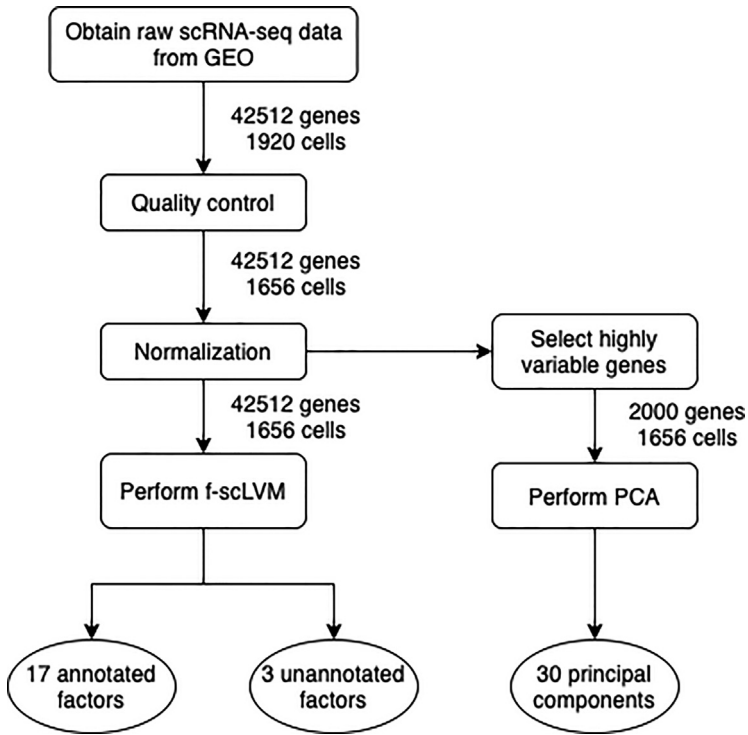 Obtain raw scRNA-seq data
from GEO
42512 genes
1920 cells
Quality control
42512 genes
1656 cells
Normalization
Select highly
variable genes
42512 genes
1656 cells
2000 genes
1656 cells
Perform f-scLVM
Perform PCA
17 annotated
factors
3 unannotated
factors
30 principal
components